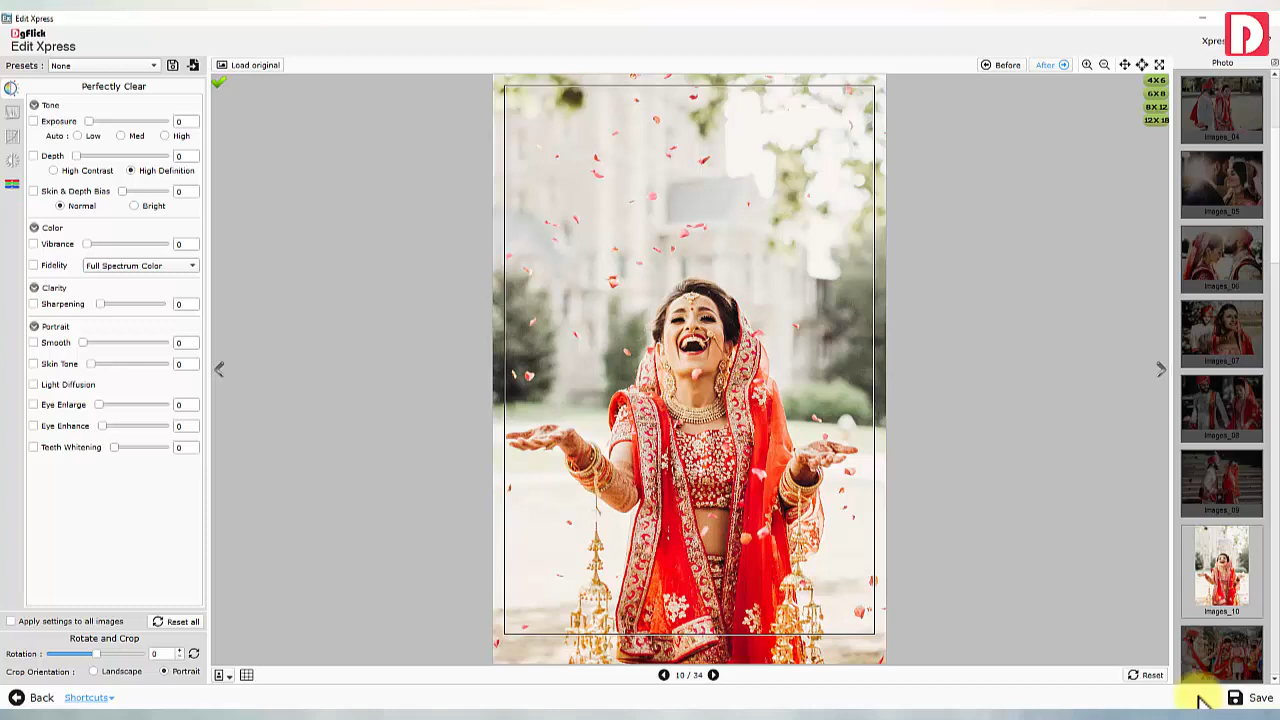 Edit Xpress
DgFlick
Edit Xpress
Xpres
D
Presets : None
Load original
Before
After
Photo
Perfectly Clear
Tone
Exposure 0
Auto : Low Med High
Depth 0
High Contrast High Definition
Skin & Depth Bias 0
Normal Bright
Color
Vibrance 0
Fidelity Full Spectrum Color
Clarity
Sharpening 0
Portrait
Smooth 0
Skin Tone 0
Light Diffusion
Eye Enlarge 0
Eye Enhance 0
Teeth Whitening 0
Apply settings to all images Reset all
Rotate and Crop
Rotation : 0
Crop Orientation : Landscape Portrait
4X6
6X8
8X12
12X18
Images_04
Images_05
Images_06
Images_07
Images_08
Images_09
Images_10
10 / 34
Reset
Back Shortcuts
Save